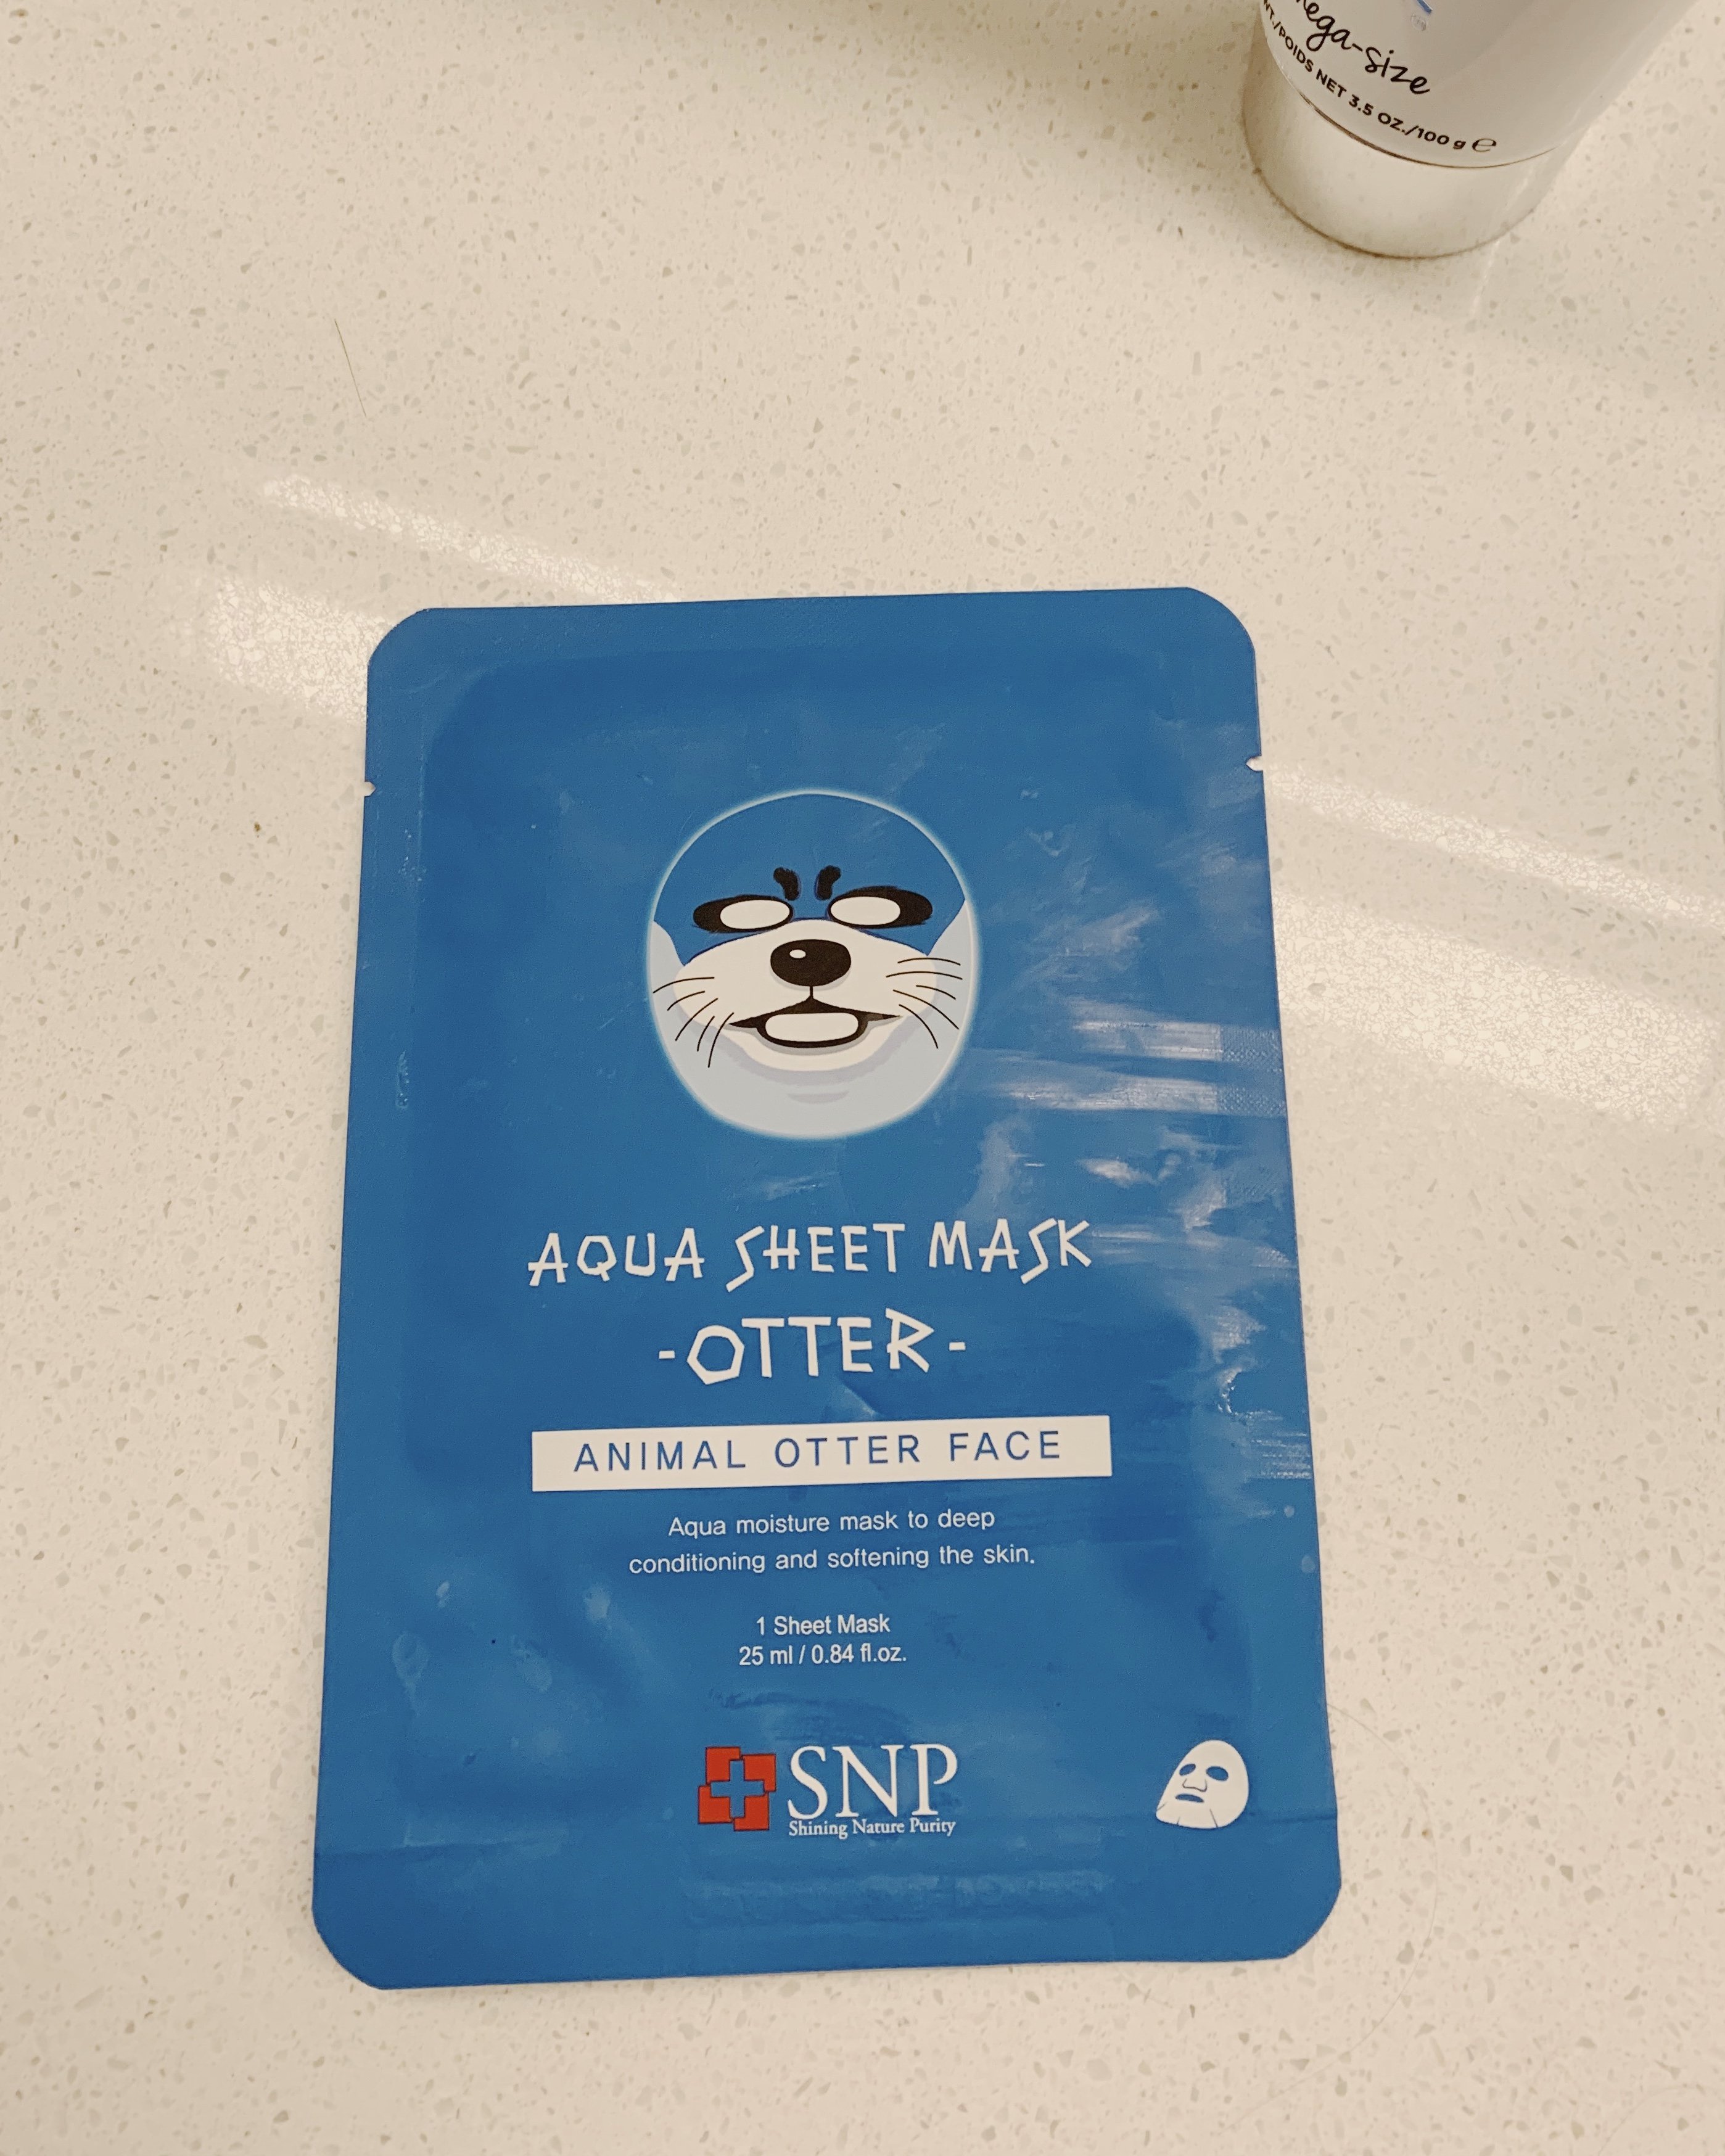 ega-size
T./POIDS NET 3.5 OZ./100 g ℮
AQUA SHEET MASK
-OTTER-
ANIMAL OTTER FACE
Aqua moisture mask to deep
conditioning and softening the skin.
1 Sheet Mask
25 ml / 0.84 fl.oz.
SNP
Shining Nature Purity